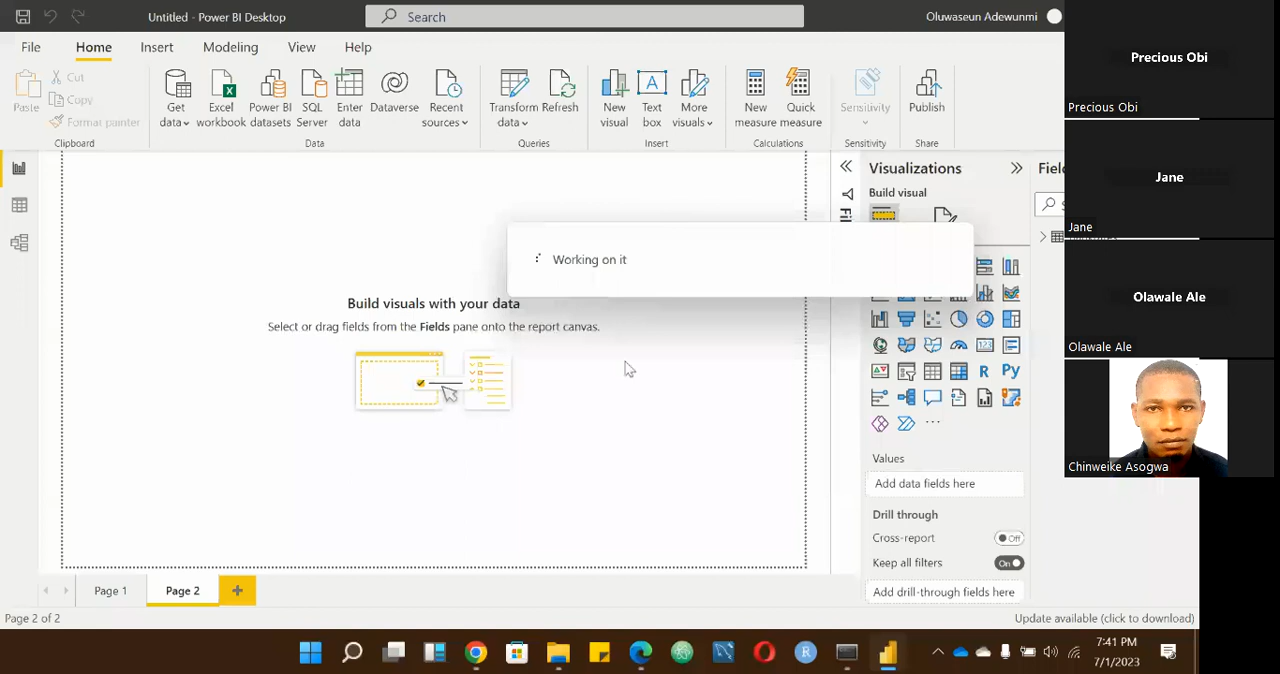 Untitled - Power BI Desktop
Search
Oluwaseun Adewunmi
File Home Insert Modeling View Help
Paste
Cut
Copy
Format painter
Clipboard
Get data
Excel workbook
Power BI datasets
SQL Server
Enter data
Dataverse
Recent sources
Data
Transform data
Refresh
Queries
New visual
Text box
More visuals
Insert
New measure
Quick measure
Calculations
Sensitivity
Sensitivity
Publish
Share
Build visuals with your data
Select or drag fields from the Fields pane onto the report canvas.
Working on it
Visualizations
Build visual
123
R
Py
Values
Add data fields here
Drill through
Cross-report
Off
Keep all filters
On
Add drill-through fields here
Precious Obi
Precious Obi
Jane
Jane
Olawale Ale
Olawale Ale
Chinweike Asogwa
Page 1
Page 2
Page 2 of 2
Update available (click to download)
R
7:41 PM
7/1/2023